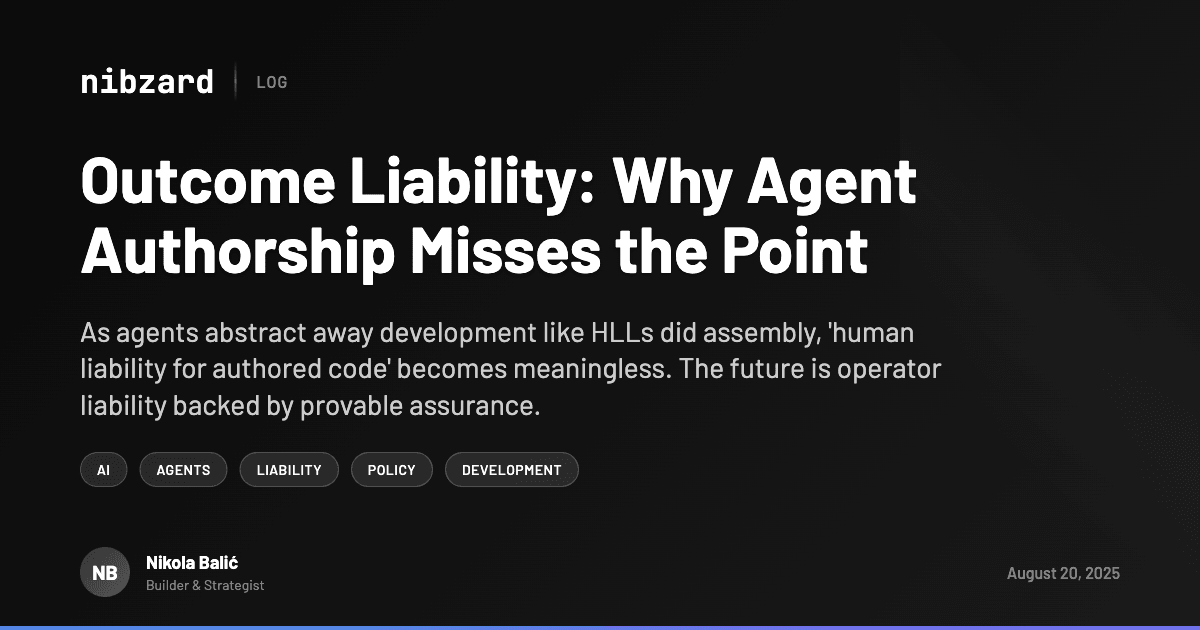 nibzard
LOG
Outcome Liability: Why Agent
Authorship Misses the Point
As agents abstract away development like HLLs did assembly, 'human
liability for authored code' becomes meaningless. The future is operator
liability backed by provable assurance.
AI
AGENTS
LIABILITY
POLICY
DEVELOPMENT
NB
Nikola Balić
Builder & Strategist
August 20, 2025